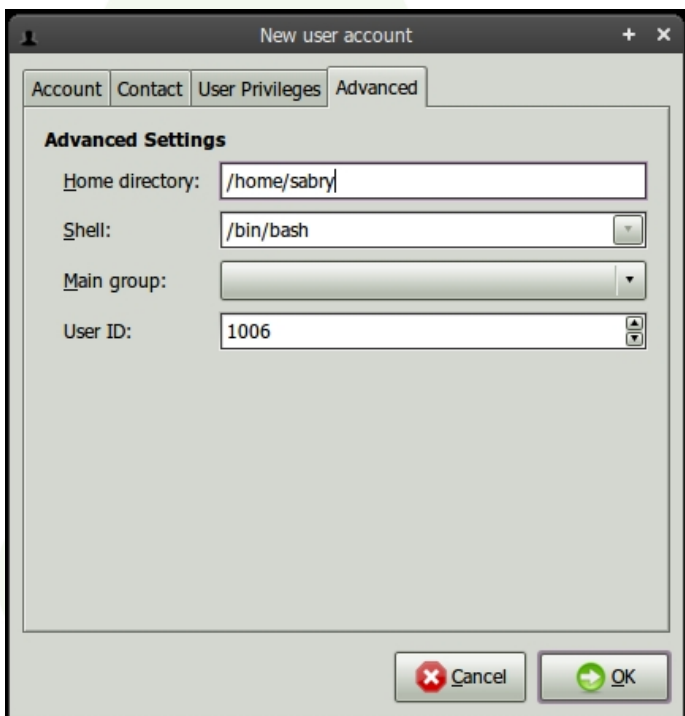 New user account
Account Contact User Privileges Advanced
Advanced Settings
Home directory: /home/sabry
Shell: /bin/bash
Main group:
User ID: 1006
Cancel OK